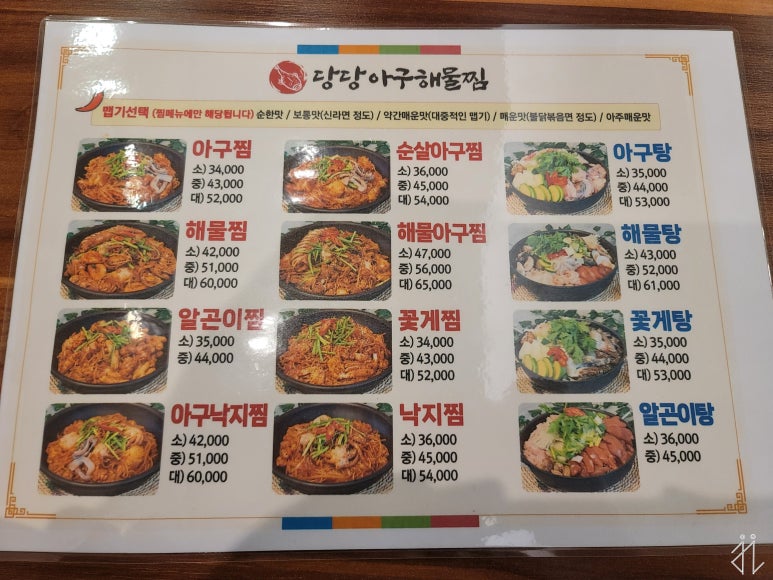 당당아구해물찜
맵기선택 (찜메뉴에만 해당됩니다) 순한맛 / 보통맛(신라면 정도) / 약간매운맛(대중적인 맵기) / 매운맛(불닭볶음면 정도) / 아주매운맛
아구찜
소) 34,000
중) 43,000
대) 52,000
순살아구찜
소) 36,000
중) 45,000
대) 54,000
아구탕
소) 35,000
중) 44,000
대) 53,000
해물찜
소) 42,000
중) 51,000
대) 60,000
해물아구찜
소) 47,000
중) 56,000
대) 65,000
해물탕
소) 43,000
중) 52,000
대) 61,000
알곤이찜
소) 35,000
중) 44,000
꽃게찜
소) 34,000
중) 43,000
대) 52,000
꽃게탕
소) 35,000
중) 44,000
대) 53,000
아구낙지찜
소) 42,000
중) 51,000
대) 60,000
낙지찜
소) 36,000
중) 45,000
대) 54,000
알곤이탕
소) 36,000
중) 45,000